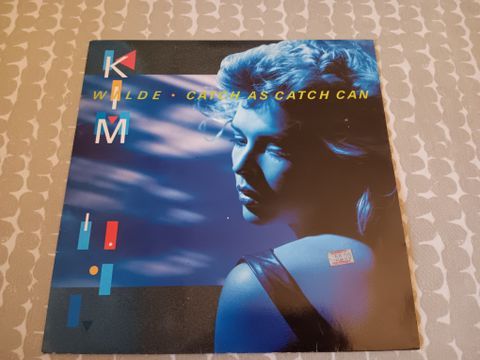 KIM
WILDE • CATCH AS CATCH CAN